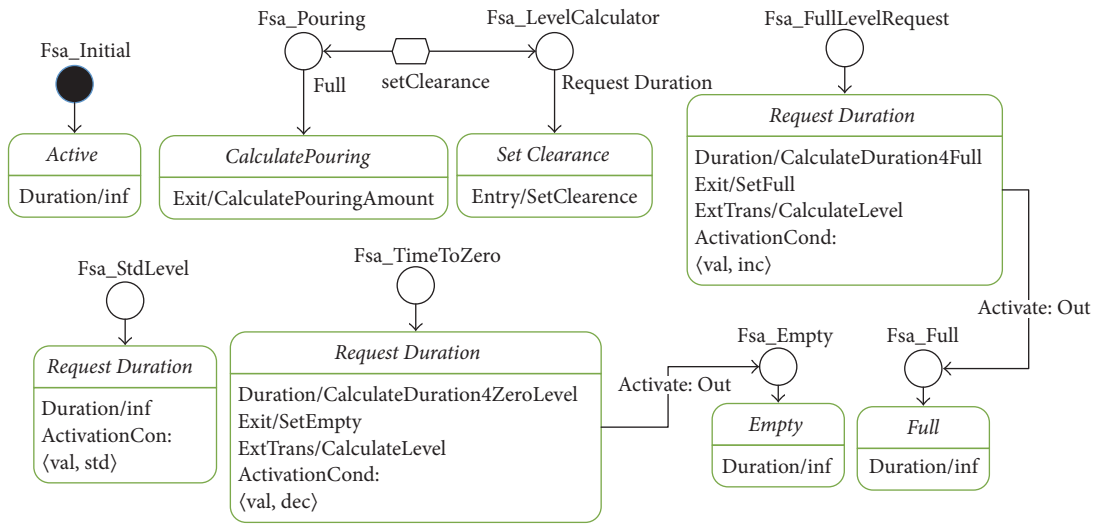 Fsa_Initial
Active
Duration/inf
Fsa_Pouring
Full
CalculatePouring
Exit/CalculatePouringAmount
setClearance
Fsa_LevelCalculator
Request Duration
Set Clearance
Entry/SetClearence
Fsa_FullLevelRequest
Request Duration
Duration/CalculateDuration4Full
Exit/SetFull
ExtTrans/CalculateLevel
ActivationCond:
⟨val, inc⟩
Activate: Out
Fsa_StdLevel
Request Duration
Duration/inf
ActivationCon:
⟨val, std⟩
Fsa_TimeToZero
Request Duration
Duration/CalculateDuration4ZeroLevel
Exit/SetEmpty
ExtTrans/CalculateLevel
ActivationCond:
⟨val, dec⟩
Activate: Out
Fsa_Empty
Empty
Duration/inf
Fsa_Full
Full
Duration/inf